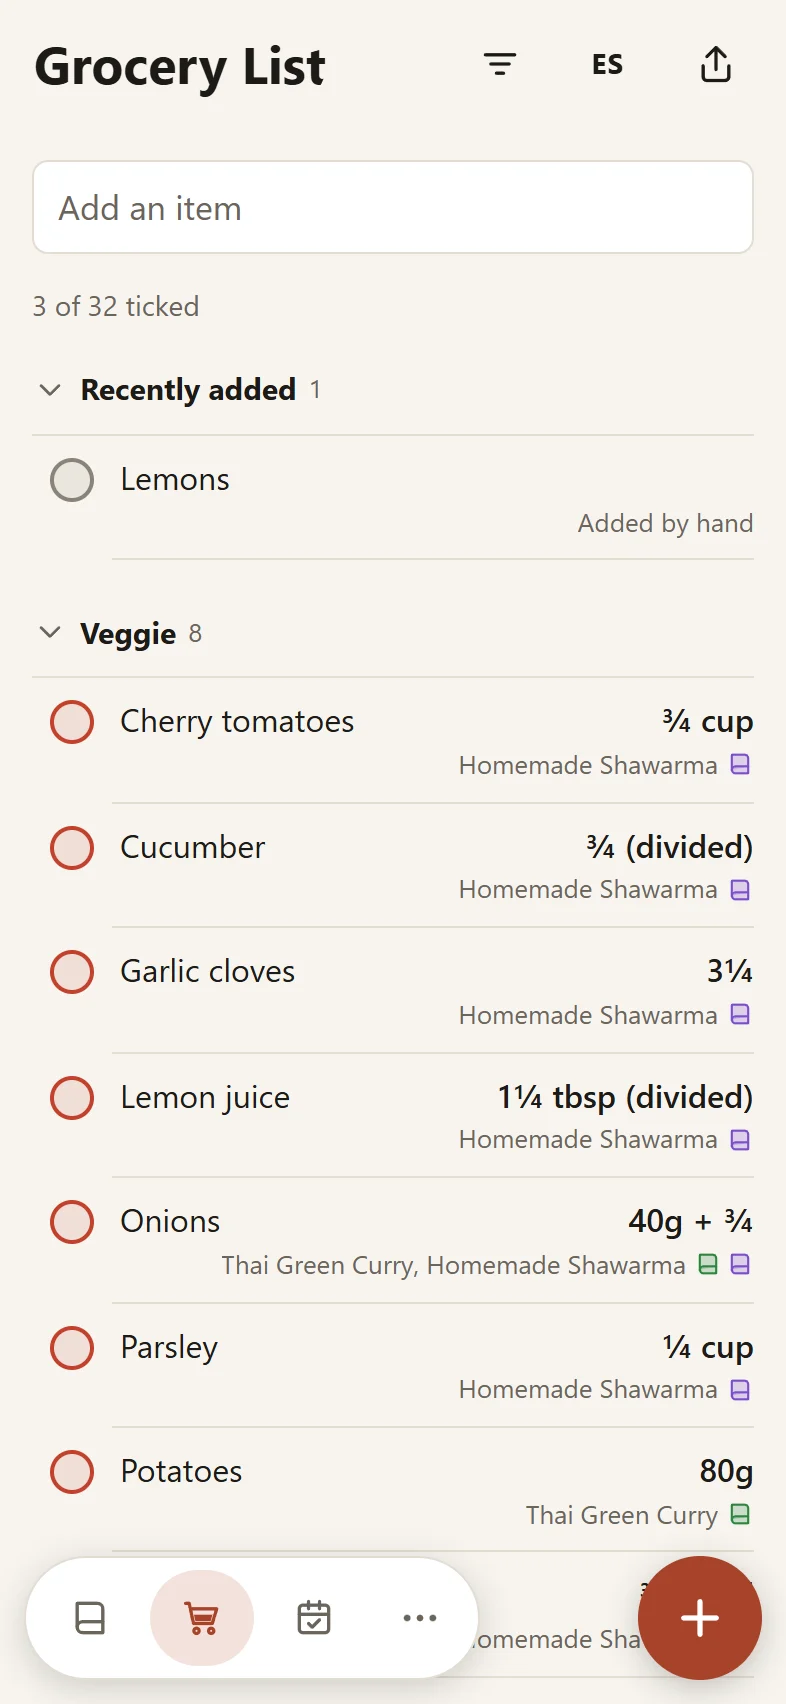 Grocery List
ES
Add an item
3 of 32 ticked
Recently added 1
Lemons
Added by hand
Veggie 8
Cherry tomatoes ¾ cup
Homemade Shawarma
Cucumber ¾ (divided)
Homemade Shawarma
Garlic cloves 3¼
Homemade Shawarma
Lemon juice 1¼ tbsp (divided)
Homemade Shawarma
Onions 40g + ¾
Thai Green Curry, Homemade Shawarma
Parsley ¼ cup
Homemade Shawarma
Potatoes 80g
Thai Green Curry